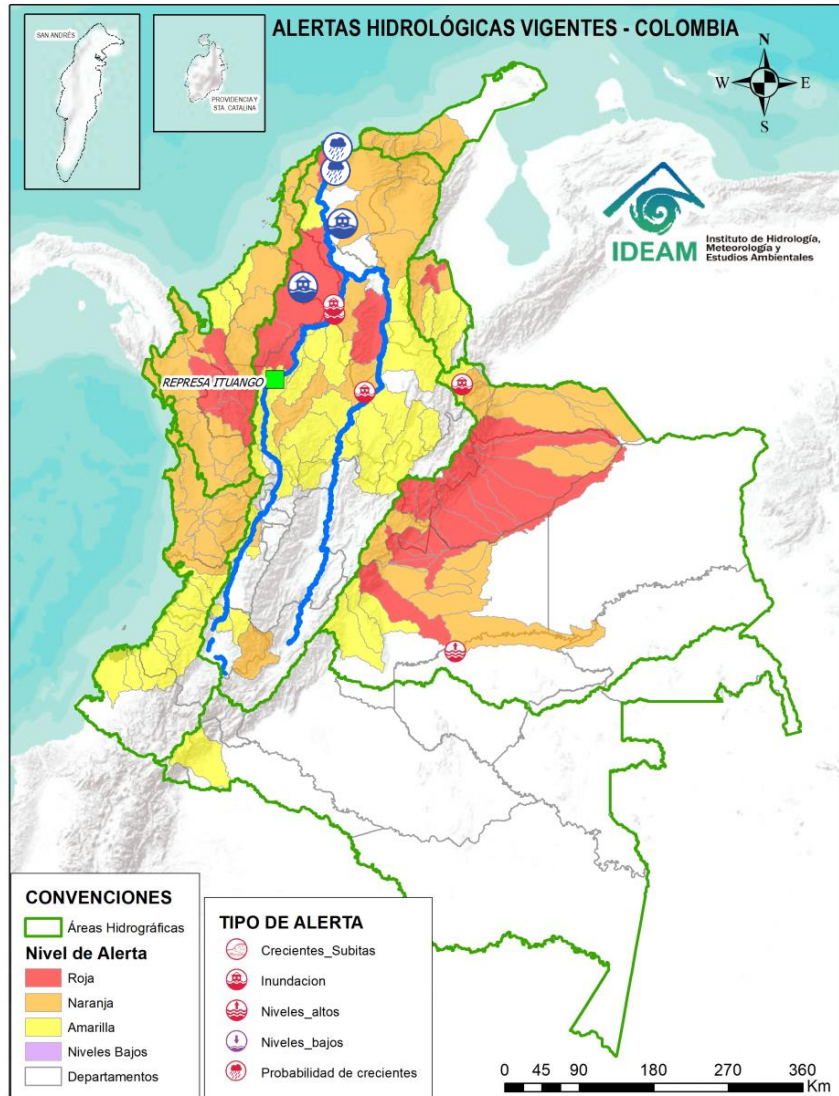 ALERTAS HIDROLÓGICAS VIGENTES - COLOMBIA
SAN ANDRÉS
PROVIDENCIA Y
STA. CATALINA
N
W
E
S
IDEAM
Instituto de Hidrología,
Meteorología y
Estudios Ambientales
REPRESA ITUANGO
CONVENCIONES
Áreas Hidrográficas
Nivel de Alerta
Roja
Naranja
Amarilla
Niveles Bajos
Departamentos
TIPO DE ALERTA
Crecientes_Subitas
Inundacion
Niveles_altos
Niveles_bajos
Probabilidad de crecientes
0 45 90 180 270 360
Km